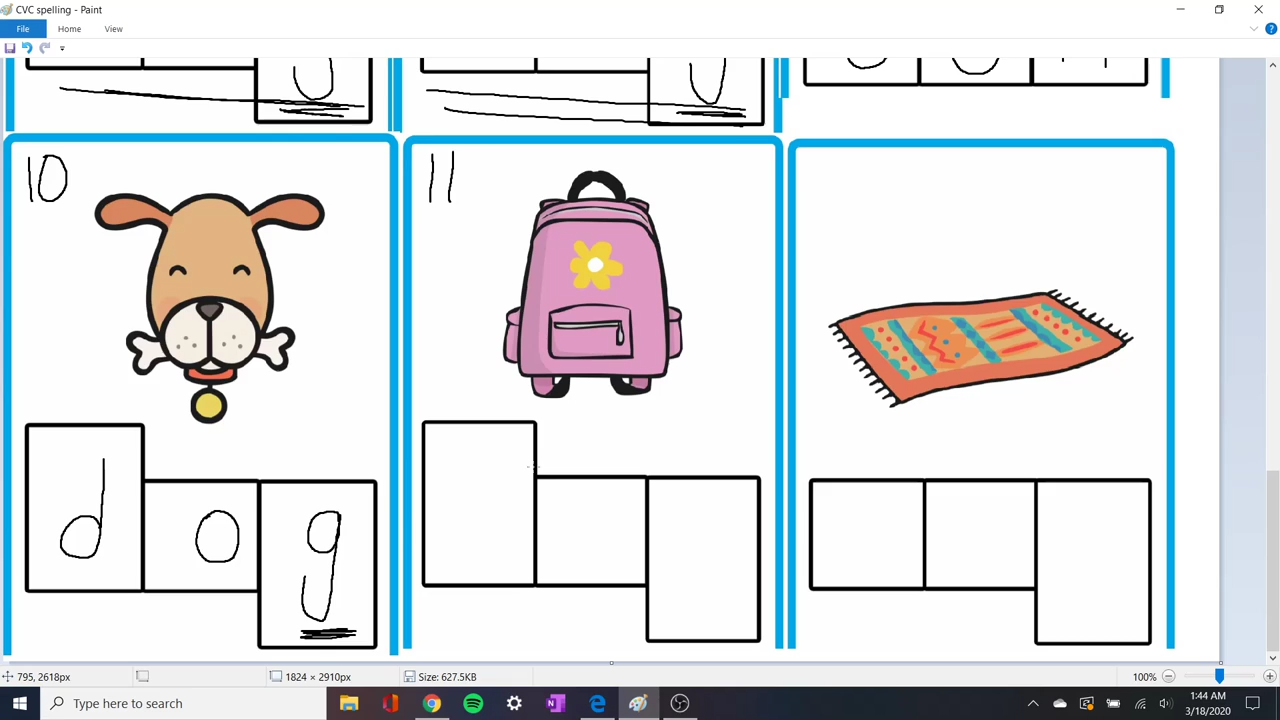 CVC spelling - Paint
File Home View
10 11
d o g
795, 2618px 1824 × 2910px Size: 627.5KB 100%
Type here to search
1:44 AM
3/18/2020